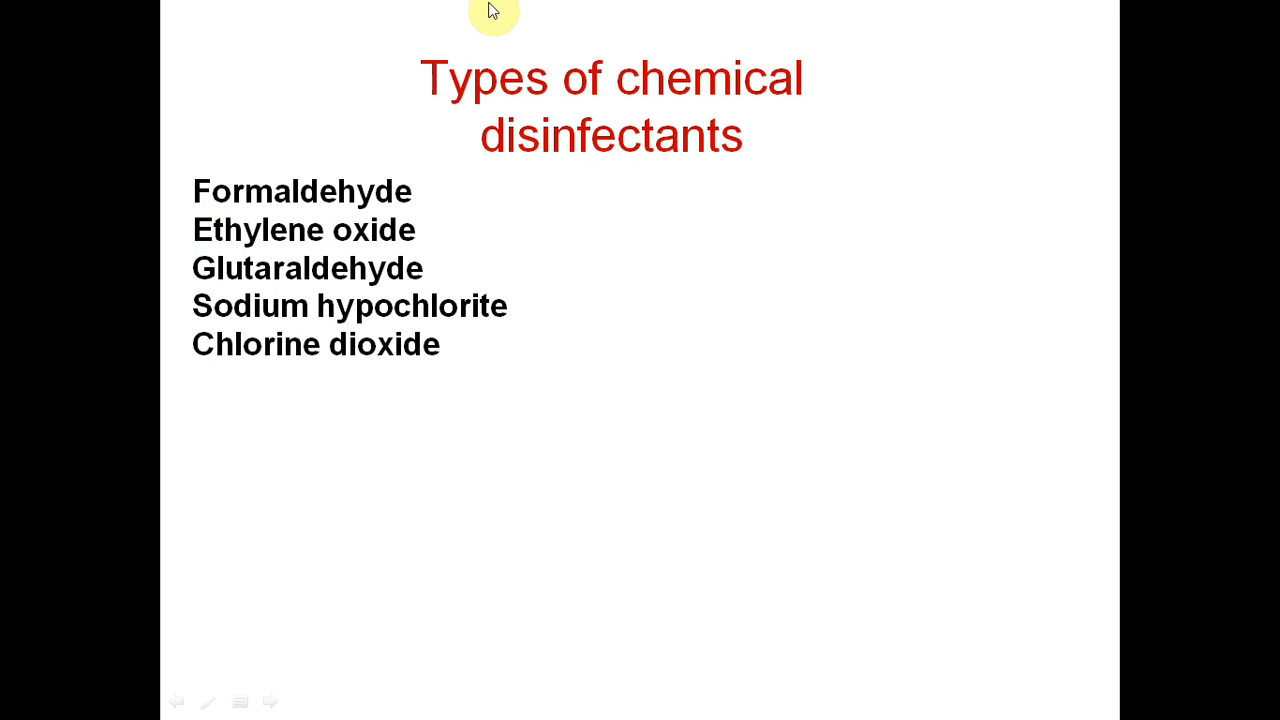 Types of chemical
disinfectants
Formaldehyde
Ethylene oxide
Glutaraldehyde
Sodium hypochlorite
Chlorine dioxide